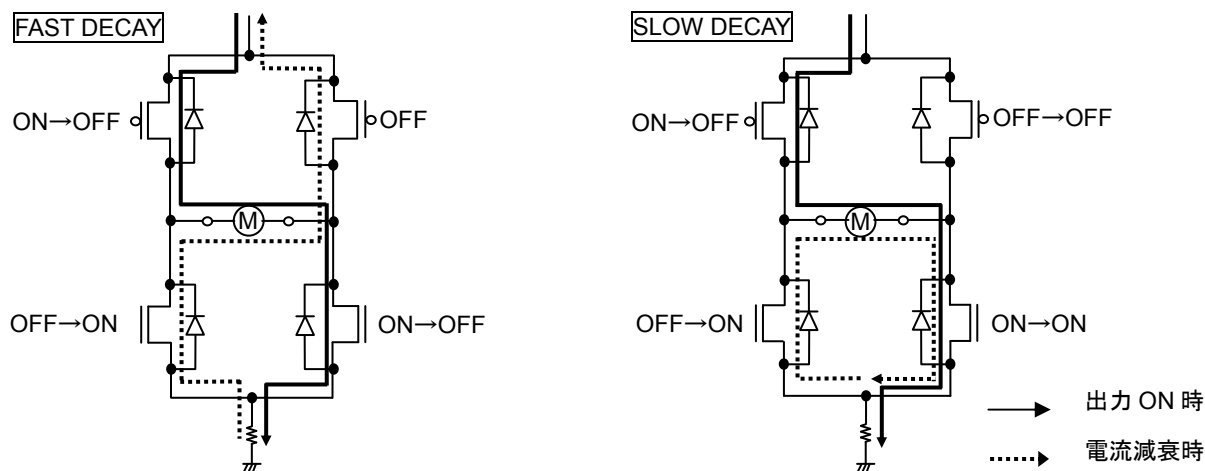 FAST DECAY
ON→OFF
OFF
M
OFF→ON
ON→OFF
SLOW DECAY
ON→OFF
OFF→OFF
M
OFF→ON
ON→ON
出力 ON 時
電流減衰時